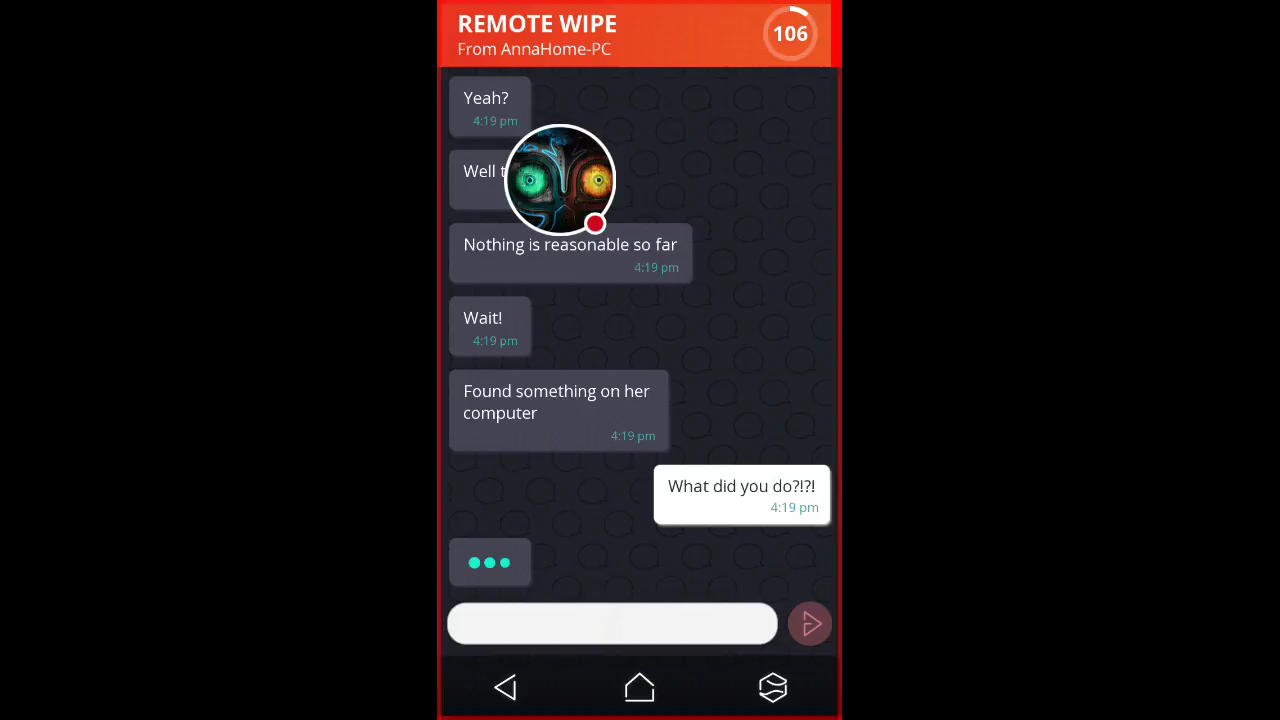 REMOTE WIPE
From AnnaHome-PC
106
Yeah?
4:19 pm
Well
Nothing is reasonable so far
4:19 pm
Wait!
4:19 pm
Found something on her
computer
4:19 pm
What did you do?!?!
4:19 pm